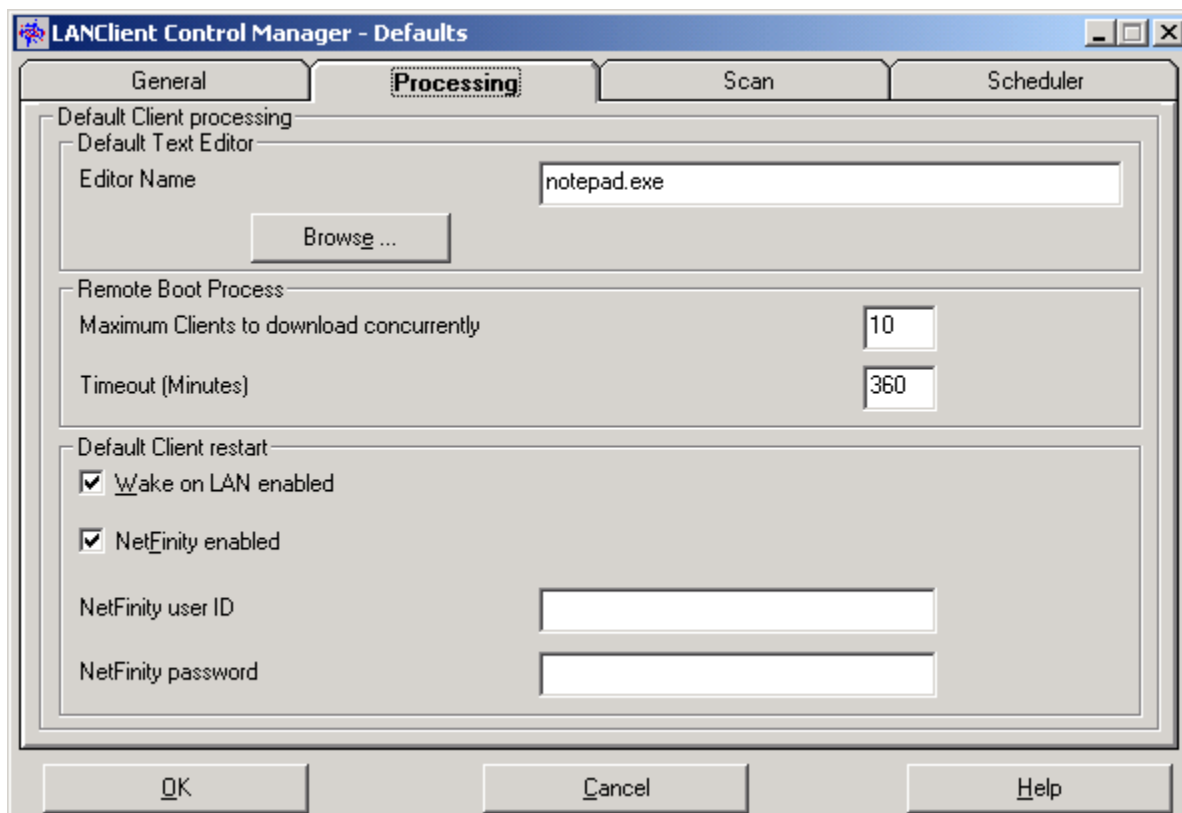 LANClient Control Manager - Defaults
General Processing Scan Scheduler
Default Client processing
Default Text Editor
Editor Name notepad.exe
Browse ...
Remote Boot Process
Maximum Clients to download concurrently 10
Timeout (Minutes) 360
Default Client restart
Wake on LAN enabled
NetFinity enabled
NetFinity user ID
NetFinity password
OK Cancel Help